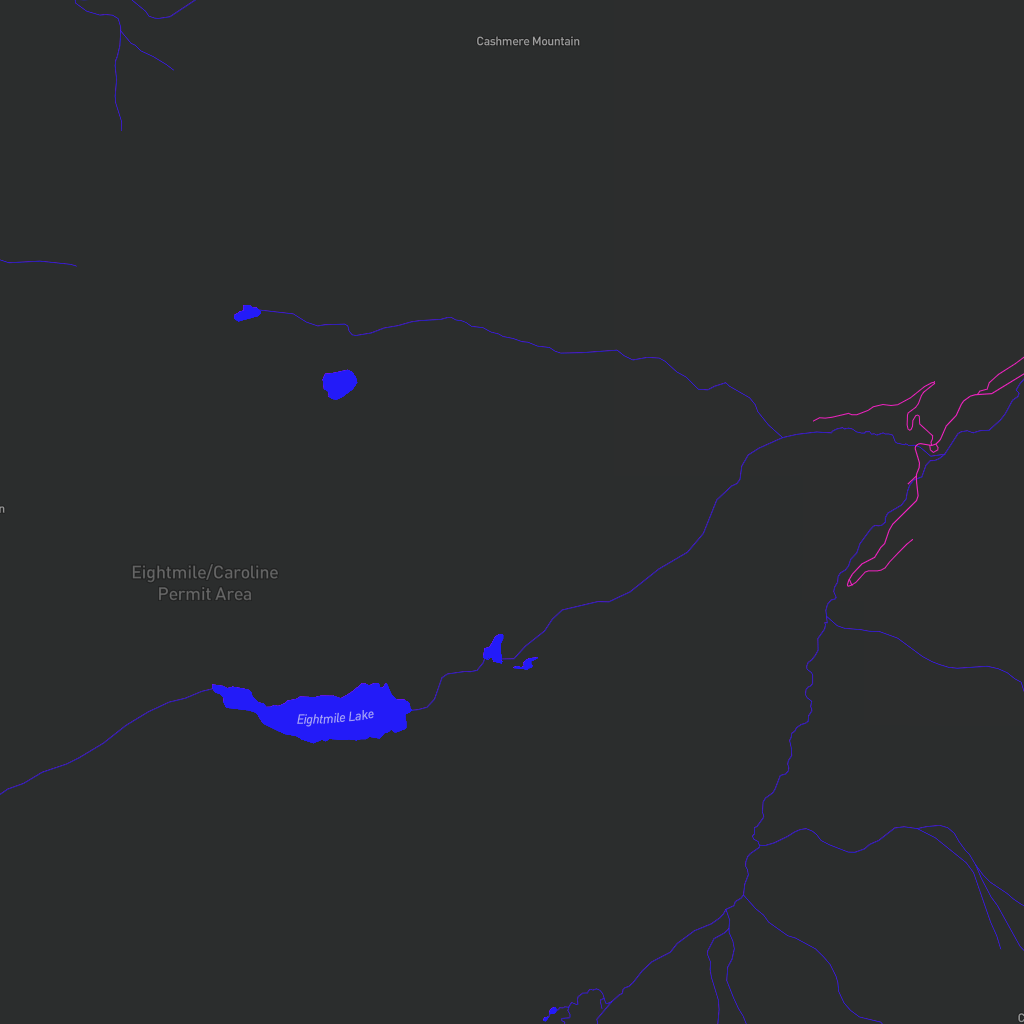 Cashmere Mountain
n
Eightmile/Caroline
Permit Area
Eightmile Lake
C